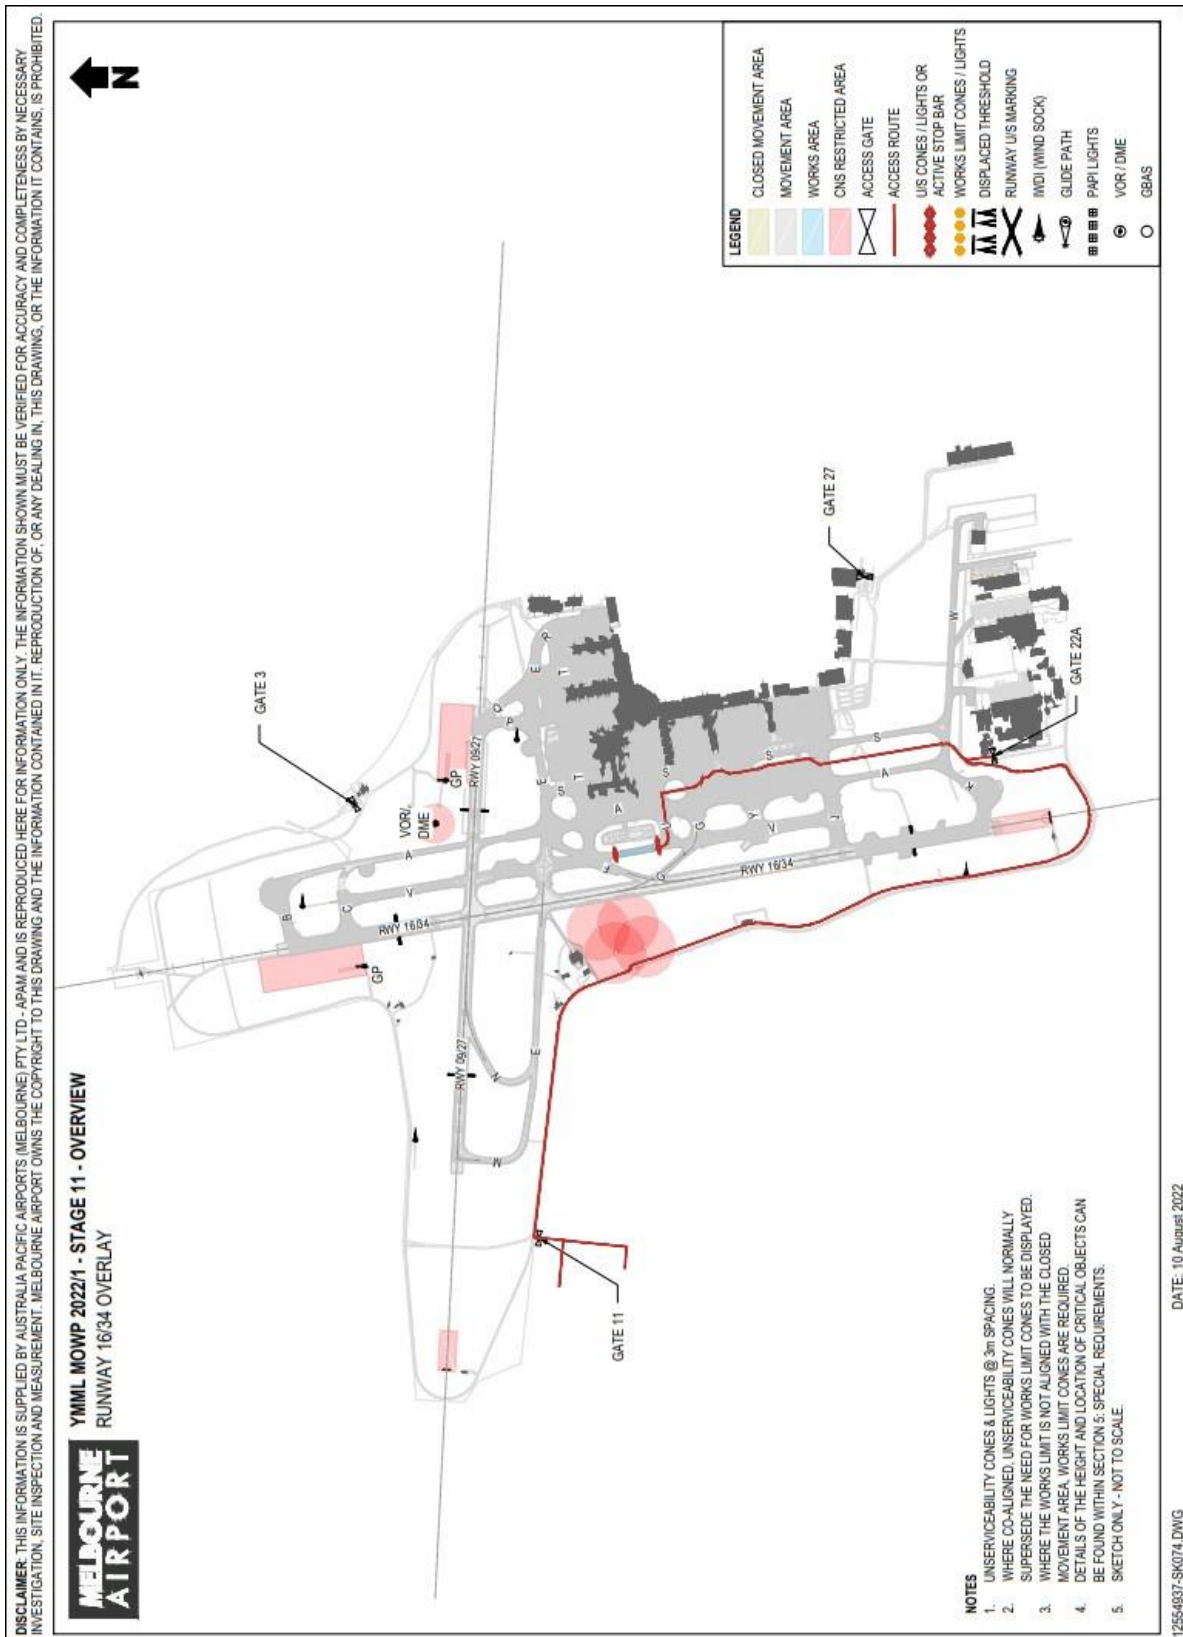 DISCLAIMER: THIS INFORMATION IS SUPPLIED BY AUSTRALIA PACIFIC AIRPORTS (MELBOURNE) PTY LTD - APAM AND IS REPRODUCED HERE FOR INFORMATION ONLY. THE INFORMATION SHOWN MUST BE VERIFIED FOR ACCURACY AND COMPLETENESS BY NECESSARY
INVESTIGATION, SITE INSPECTION AND MEASUREMENT. MELBOURNE AIRPORT OWNS THE COPYRIGHT TO THIS DRAWING AND THE INFORMATION CONTAINED IN IT. REPRODUCTION OF, OR ANY DEALING IN, THIS DRAWING, OR THE INFORMATION IT CONTAINS, IS PROHIBITED.
MELBOURNE
AIRPORT
YMML MOWP 2022/1 - STAGE 11 - OVERVIEW
RUNWAY 16/34 OVERLAY
N
GATE 3
VOR/
DME
GP
GP
RWY 16/34
RWY 09/27
RWY 09/27
RWY 16/34
B
C
A
V
M
N
E
E
E
P
Q
R
T
T
S
A
F
G
G
V
Y
V
J
S
S
S
A
K
W
GATE 11
GATE 27
GATE 22A
LEGEND
CLOSED MOVEMENT AREA
MOVEMENT AREA
WORKS AREA
CNS RESTRICTED AREA
ACCESS GATE
ACCESS ROUTE
U/S CONES / LIGHTS OR
ACTIVE STOP BAR
WORKS LIMIT CONES / LIGHTS
DISPLACED THRESHOLD
RUNWAY U/S MARKING
IWDI (WIND SOCK)
GLIDE PATH
PAPI LIGHTS
VOR / DME
GBAS
NOTES
1. UNSERVICEABILITY CONES & LIGHTS @ 3m SPACING.
2. WHERE CO-ALIGNED, UNSERVICEABILITY CONES WILL NORMALLY
SUPERSEDE THE NEED FOR WORKS LIMIT CONES TO BE DISPLAYED.
3. WHERE THE WORKS LIMIT IS NOT ALIGNED WITH THE CLOSED
MOVEMENT AREA, WORKS LIMIT CONES ARE REQUIRED.
4. DETAILS OF THE HEIGHT AND LOCATION OF CRITICAL OBJECTS CAN
BE FOUND WITHIN SECTION 5: SPECIAL REQUIREMENTS.
5. SKETCH ONLY - NOT TO SCALE.
12554937-SK074.DWG
DATE: 10 August 2022